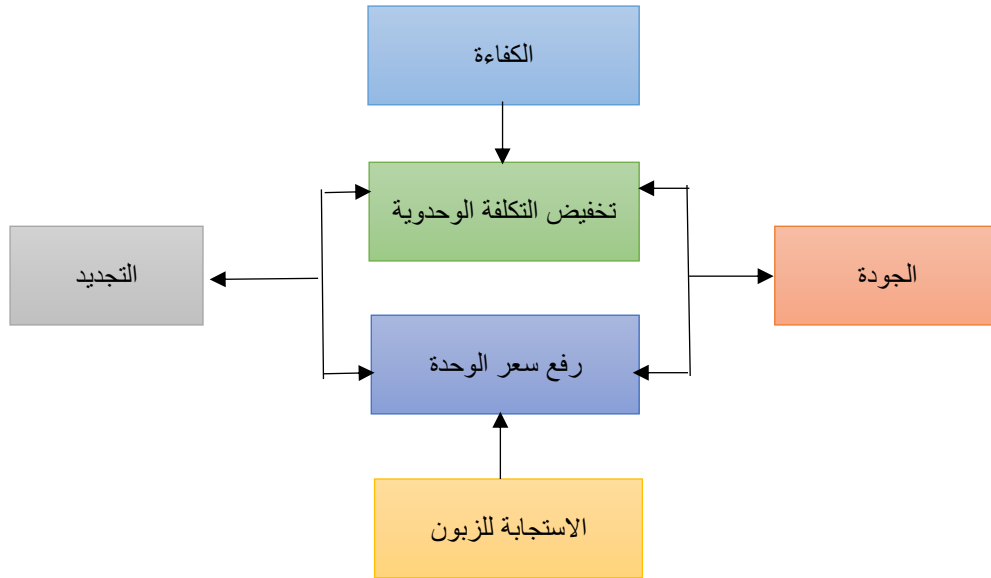 الكفاءة
تخفيض التكلفة الوحدوية
الجودة
التجديد
رفع سعر الوحدة
الاستجابة للزبون